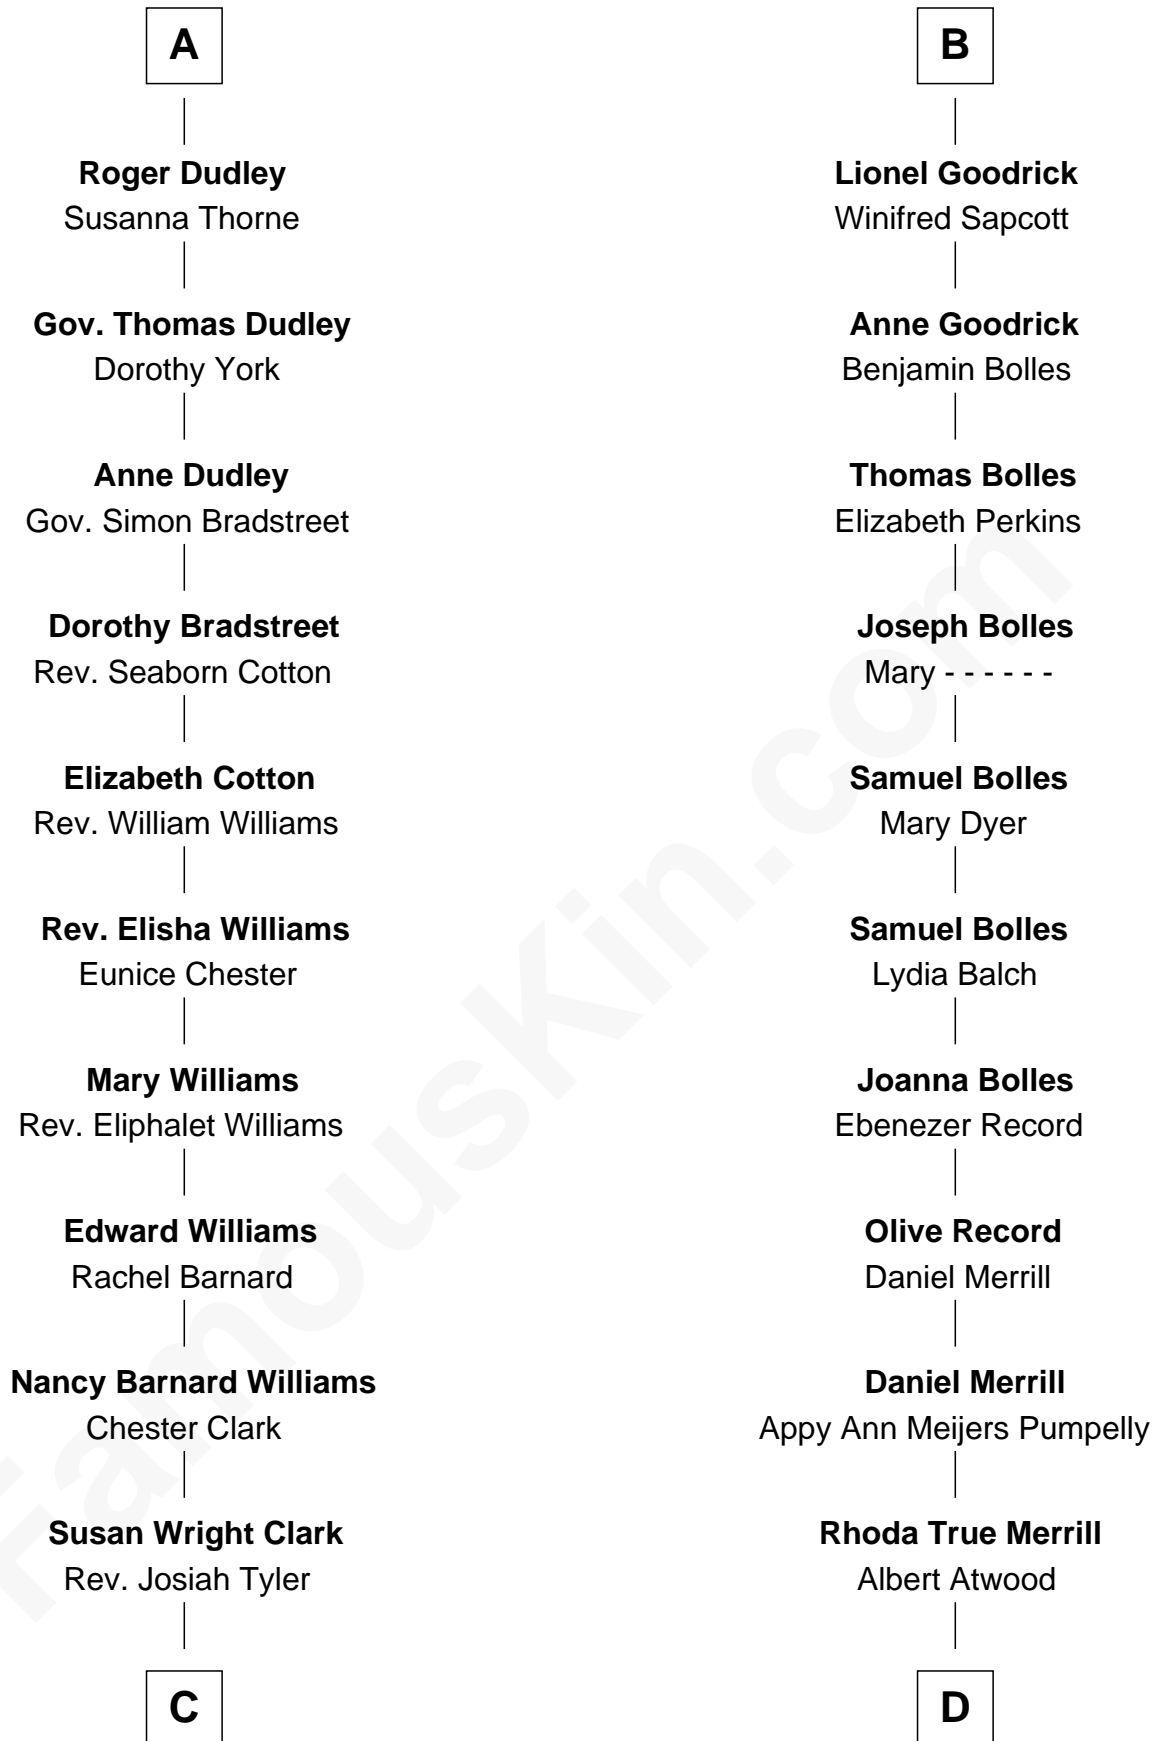 A
Roger Dudley
Susanna Thorne
Gov. Thomas Dudley
Dorothy York
Anne Dudley
Gov. Simon Bradstreet
Dorothy Bradstreet
Rev. Seaborn Cotton
Elizabeth Cotton
Rev. William Williams
Rev. Elisha Williams
Eunice Chester
Mary Williams
Rev. Eliphalet Williams
Edward Williams
Rachel Barnard
Nancy Barnard Williams
Chester Clark
Susan Wright Clark
Rev. Josiah Tyler
C
B
Lionel Goodrick
Winifred Sapcott
Anne Goodrick
Benjamin Bolles
Thomas Bolles
Elizabeth Perkins
Joseph Bolles
Mary - - - - - -
Samuel Bolles
Mary Dyer
Samuel Bolles
Lydia Balch
Joanna Bolles
Ebenezer Record
Olive Record
Daniel Merrill
Daniel Merrill
Appy Ann Meijers Pumpelly
Rhoda True Merrill
Albert Atwood
D
FamousKin.com